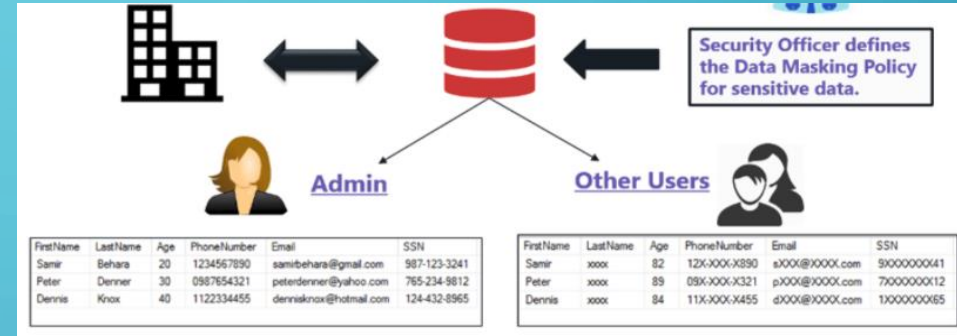 Security Officer defines
the Data Masking Policy
for sensitive data.
Admin
Other Users
FirstName LastName Age PhoneNumber Email SSN
Samir Behara 20 1234567890 samirbehara@gmail.com 987-123-3241
Peter Denner 30 0987654321 peterdenner@yahoo.com 765-234-9812
Dennis Knox 40 1122334455 dennisknox@hotmail.com 124-432-8965
FirstName LastName Age PhoneNumber Email SSN
Samir xxxx 82 12X-XXX-X890 sXXX@XXXX.com 9XXXXXXX41
Peter xxxx 89 09X-XXX-X321 pXXX@XXXX.com 7XXXXXXX12
Dennis xxxx 84 11X-XXX-X455 dXXX@XXXX.com 1XXXXXXX65